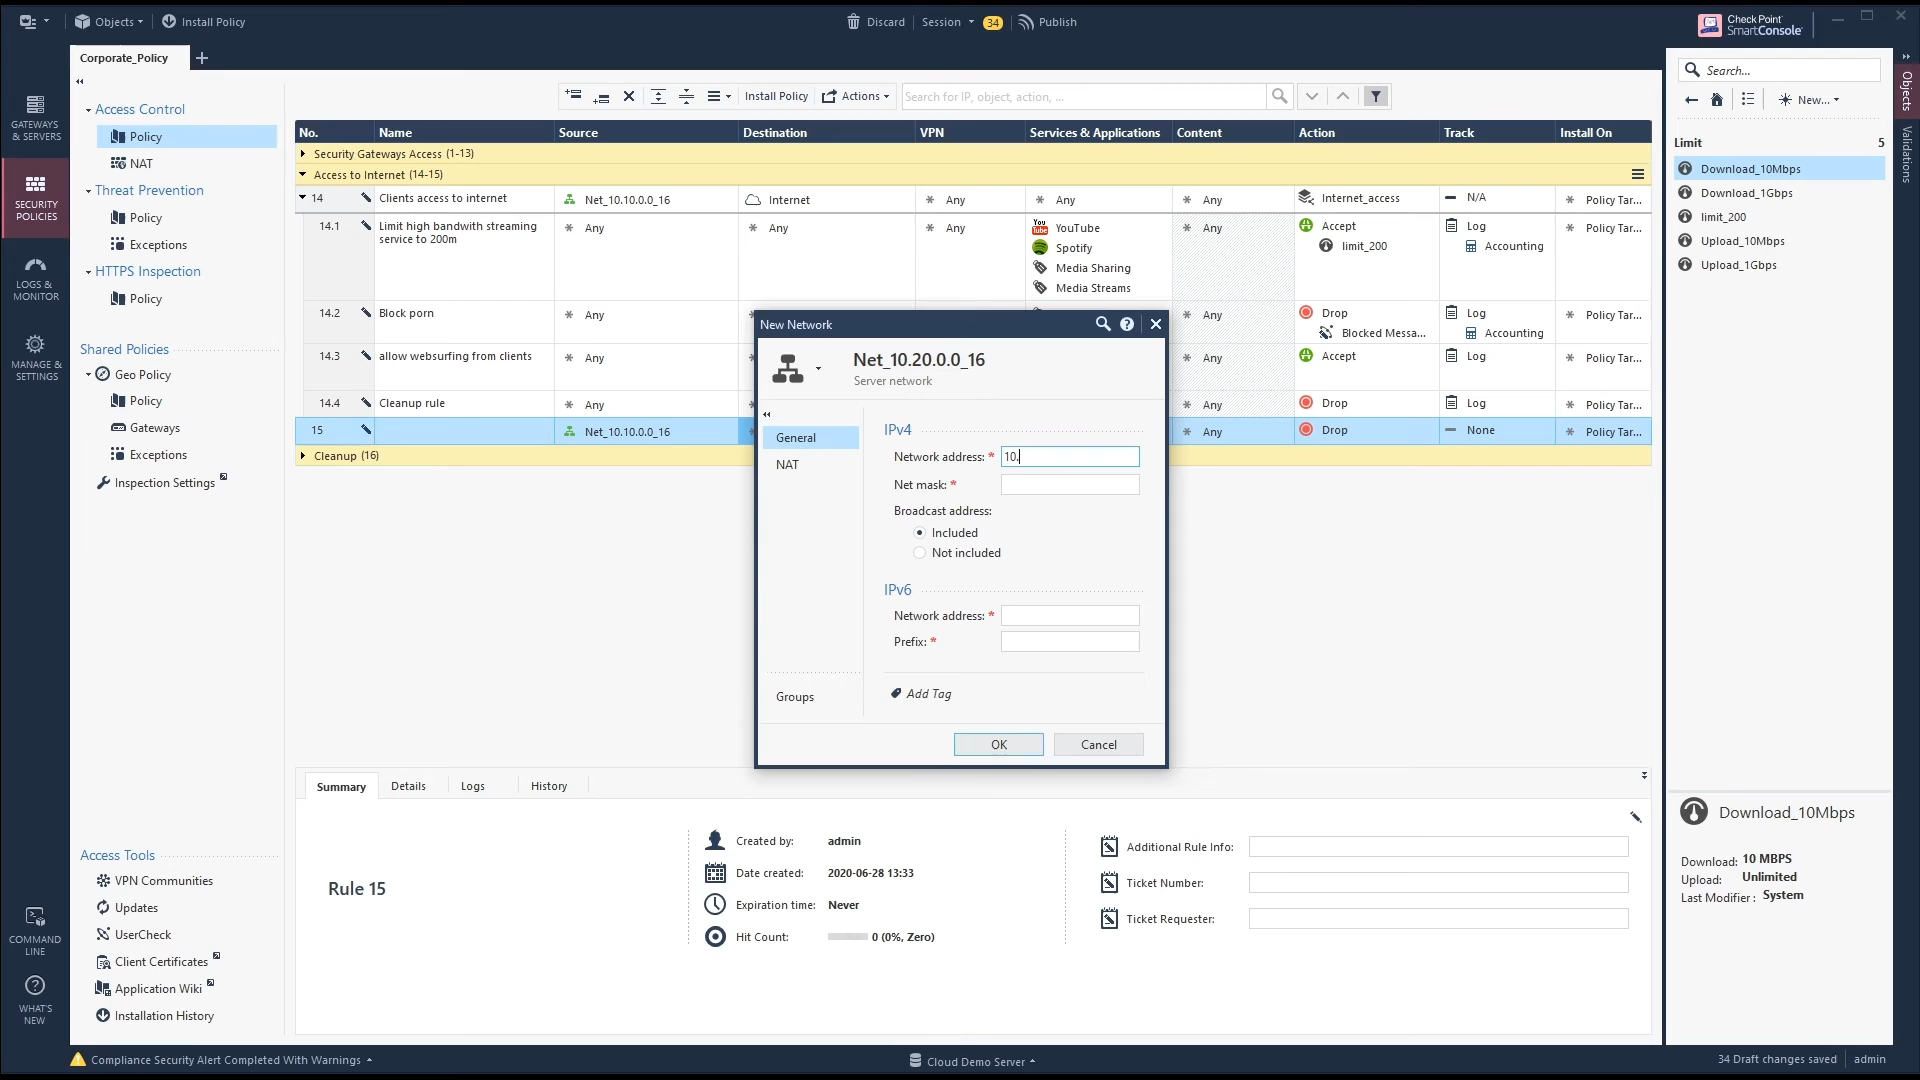 Objects
Install Policy
Discard
Session
34
Publish
Check Point
SmartConsole
Corporate_Policy
GATEWAYS
& SERVERS
SECURITY
POLICIES
LOGS &
MONITOR
MANAGE &
SETTINGS
COMMAND
LINE
WHAT'S
NEW
Access Control
Policy
NAT
Threat Prevention
Policy
Exceptions
HTTPS Inspection
Policy
Shared Policies
Geo Policy
Policy
Gateways
Exceptions
Inspection Settings
Access Tools
VPN Communities
Updates
UserCheck
Client Certificates
Application Wiki
Installation History
Install Policy
Actions
Search for IP, object, action, ...
No. Name Source Destination VPN Services & Applications Content Action Track Install On
Security Gateways Access (1-13)
Access to Internet (14-15)
14 Clients access to internet Net_10.10.0.0_16 Internet * Any * Any * Any Internet_access N/A * Policy Tar...
14.1 Limit high bandwith streaming * Any * Any * Any YouTube * Any Accept Log * Policy Tar...
service to 200m Spotify limit_200 Accounting
Media Sharing
Media Streams
14.2 Block porn * Any * Any Drop Log * Policy Tar...
Blocked Messa... Accounting
14.3 allow websurfing from clients * Any * Any Accept Log * Policy Tar...
14.4 Cleanup rule * Any * Any Drop Log * Policy Tar...
15 Net_10.10.0.0_16 * Any Drop None * Policy Tar...
Cleanup (16)
New Network
Net_10.20.0.0_16
Server network
General
NAT
Groups
IPv4
Network address: * 10.
Net mask: *
Broadcast address:
Included
Not included
IPv6
Network address: *
Prefix: *
Add Tag
OK
Cancel
Summary
Details
Logs
History
Rule 15
Created by: admin
Date created: 2020-06-28 13:33
Expiration time: Never
Hit Count: 0 (0%, Zero)
Additional Rule Info:
Ticket Number:
Ticket Requester:
Search...
New...
Limit 5
Download_10Mbps
Download_1Gbps
limit_200
Upload_10Mbps
Upload_1Gbps
Download_10Mbps
Download: 10 MBPS
Upload: Unlimited
Last Modifier : System
Objects
Validations
Compliance Security Alert Completed With Warnings
Cloud Demo Server
34 Draft changes saved
admin